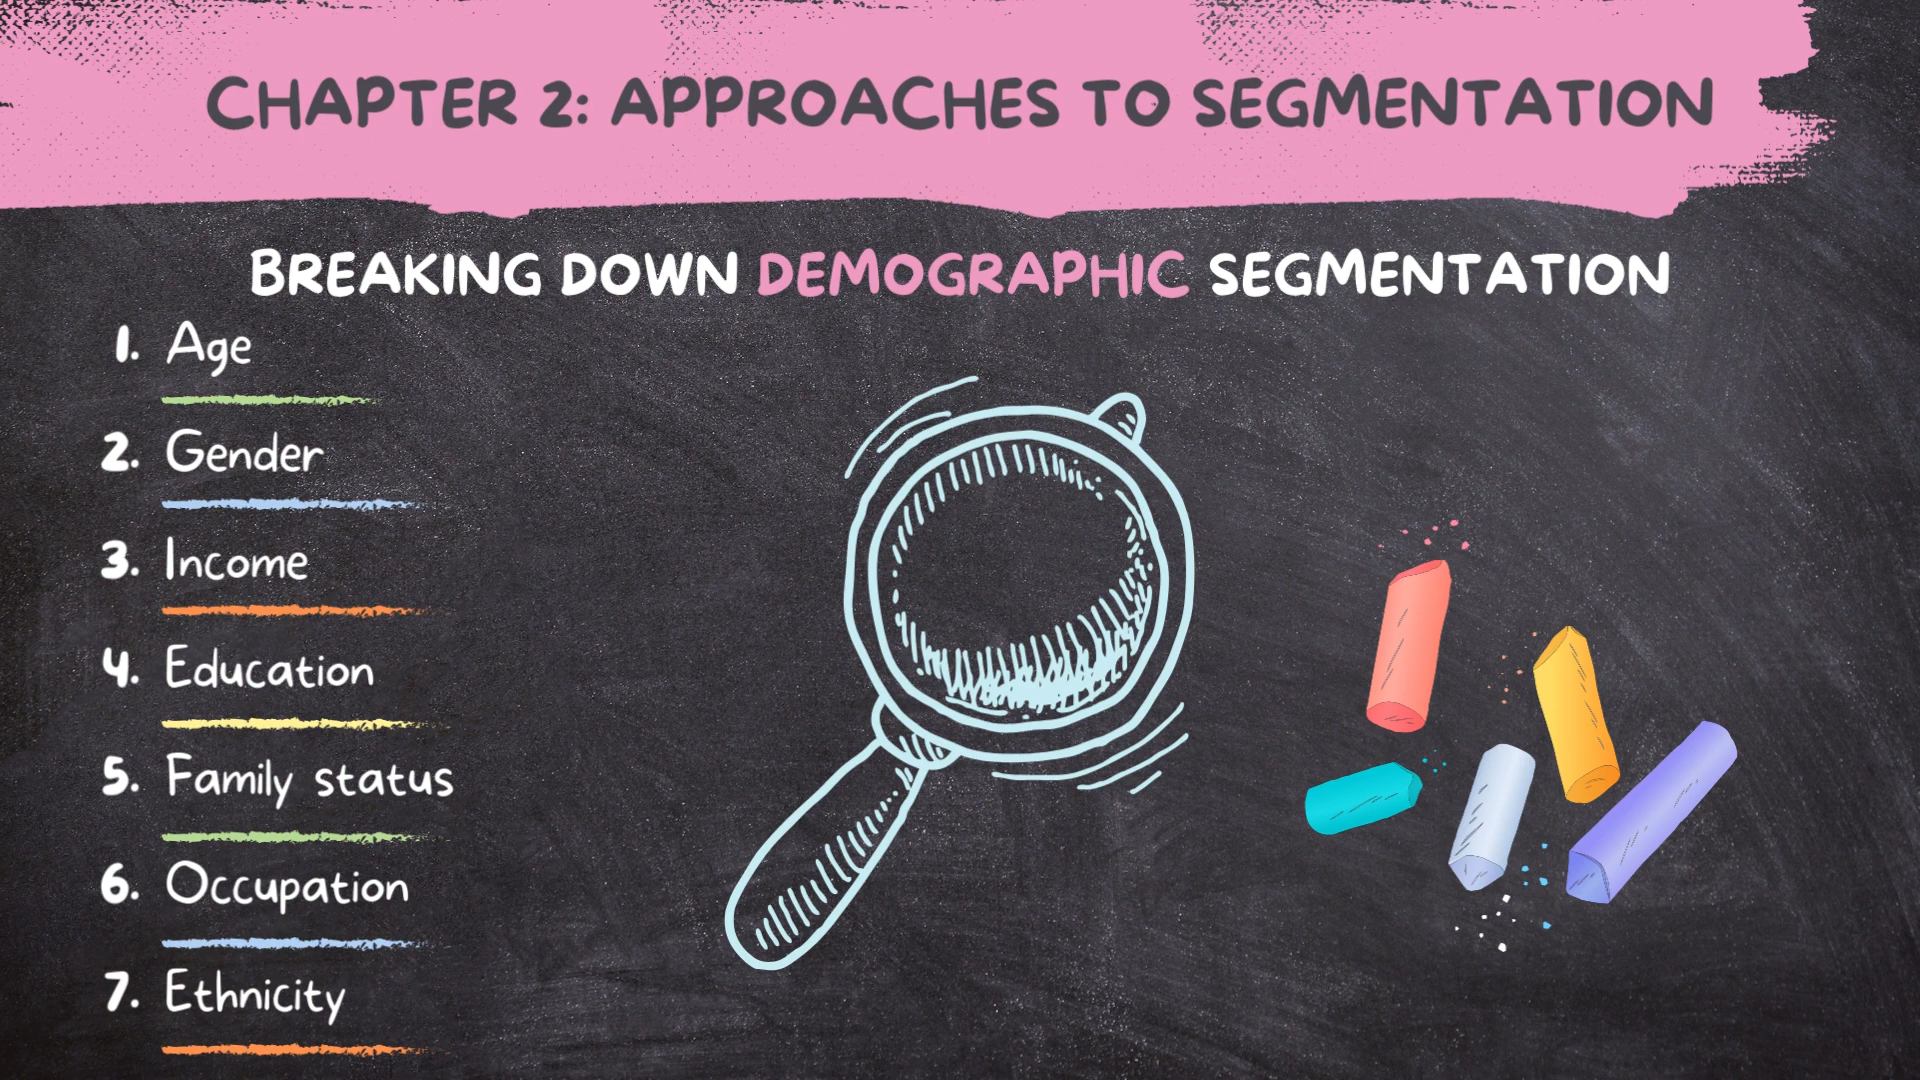 CHAPTER 2: APPROACHES TO SEGMENTATION
BREAKING DOWN DEMOGRAPHIC SEGMENTATION
1. Age
2. Gender
3. Income
4. Education
5. Family status
6. Occupation
7. Ethnicity